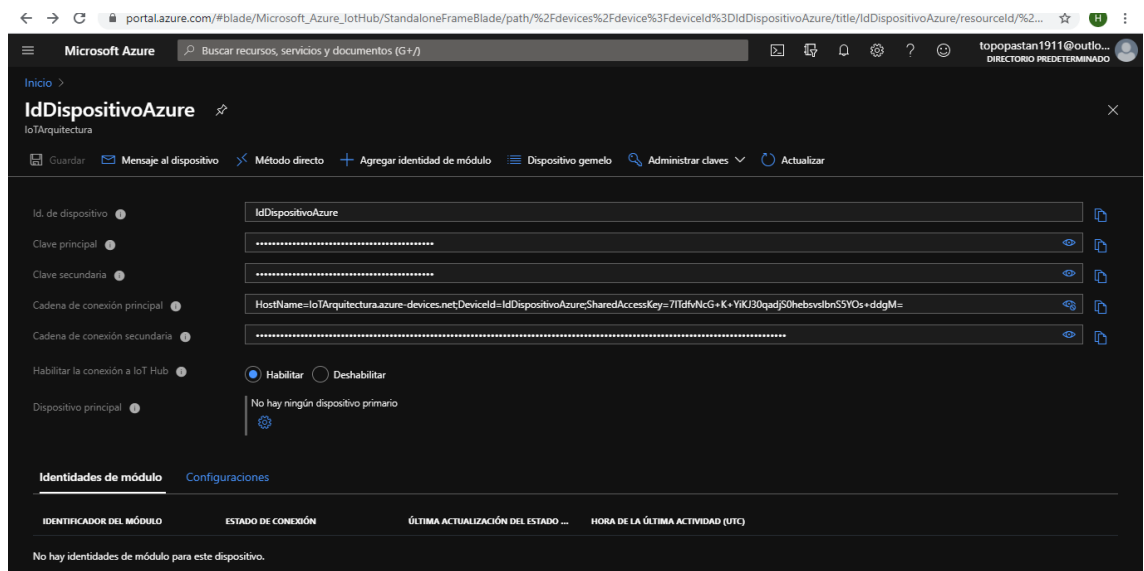 portal.azure.com/#blade/Microsoft_Azure_IotHub/StandaloneFrameBlade/path/%2Fdevices%2Fdevice%3FdeviceId%3DIdDispositivoAzure/title/IdDispositivoAzure/resourceId/%2...
H
Microsoft Azure
Buscar recursos, servicios y documentos (G+/)
topopastan1911@outlo...
DIRECTORIO PREDETERMINADO
Inicio >
IdDispositivoAzure
IoTArquitectura
Guardar Mensaje al dispositivo Método directo Agregar identidad de módulo Dispositivo gemelo Administrar claves Actualizar
Id. de dispositivo IdDispositivoAzure
Clave principal
Clave secundaria
Cadena de conexión principal HostName=IoTArquitectura.azure-devices.net;DeviceId=IdDispositivoAzure;SharedAccessKey=
Cadena de conexión secundaria
Habilitar la conexión a IoT Hub Habilitar Deshabilitar
Dispositivo principal No hay ningún dispositivo primario
Identidades de módulo Configuraciones
IDENTIFICADOR DEL MÓDULO ESTADO DE CONEXIÓN ÚLTIMA ACTUALIZACIÓN DEL ESTADO ... HORA DE LA ÚLTIMA ACTIVIDAD (UTC)
No hay identidades de módulo para este dispositivo.